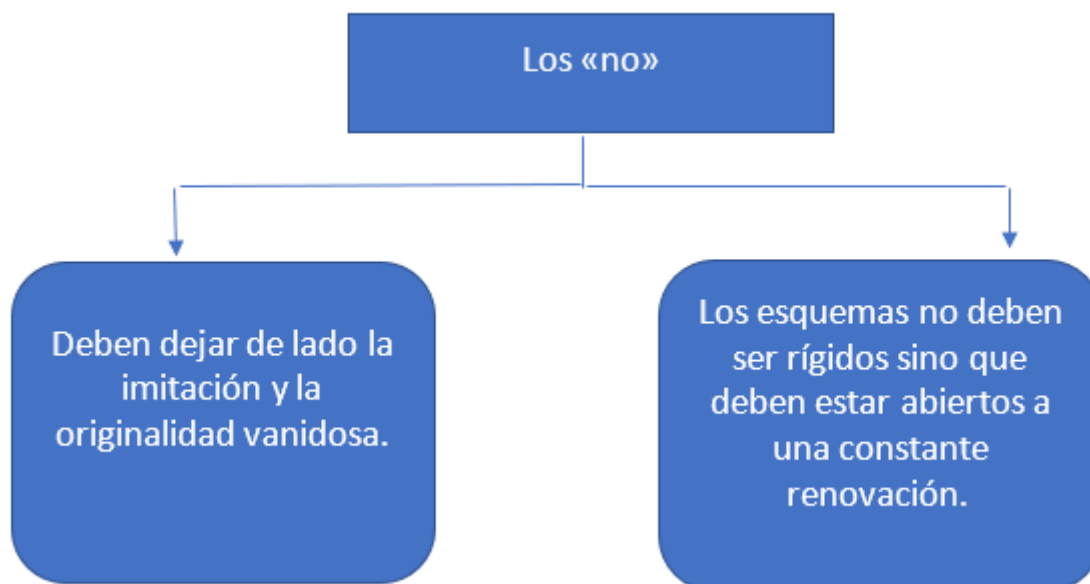 Los «no»
Deben dejar de lado la
imitación y la
originalidad vanidosa.
Los esquemas no deben
ser rígidos sino que
deben estar abiertos a
una constante
renovación.